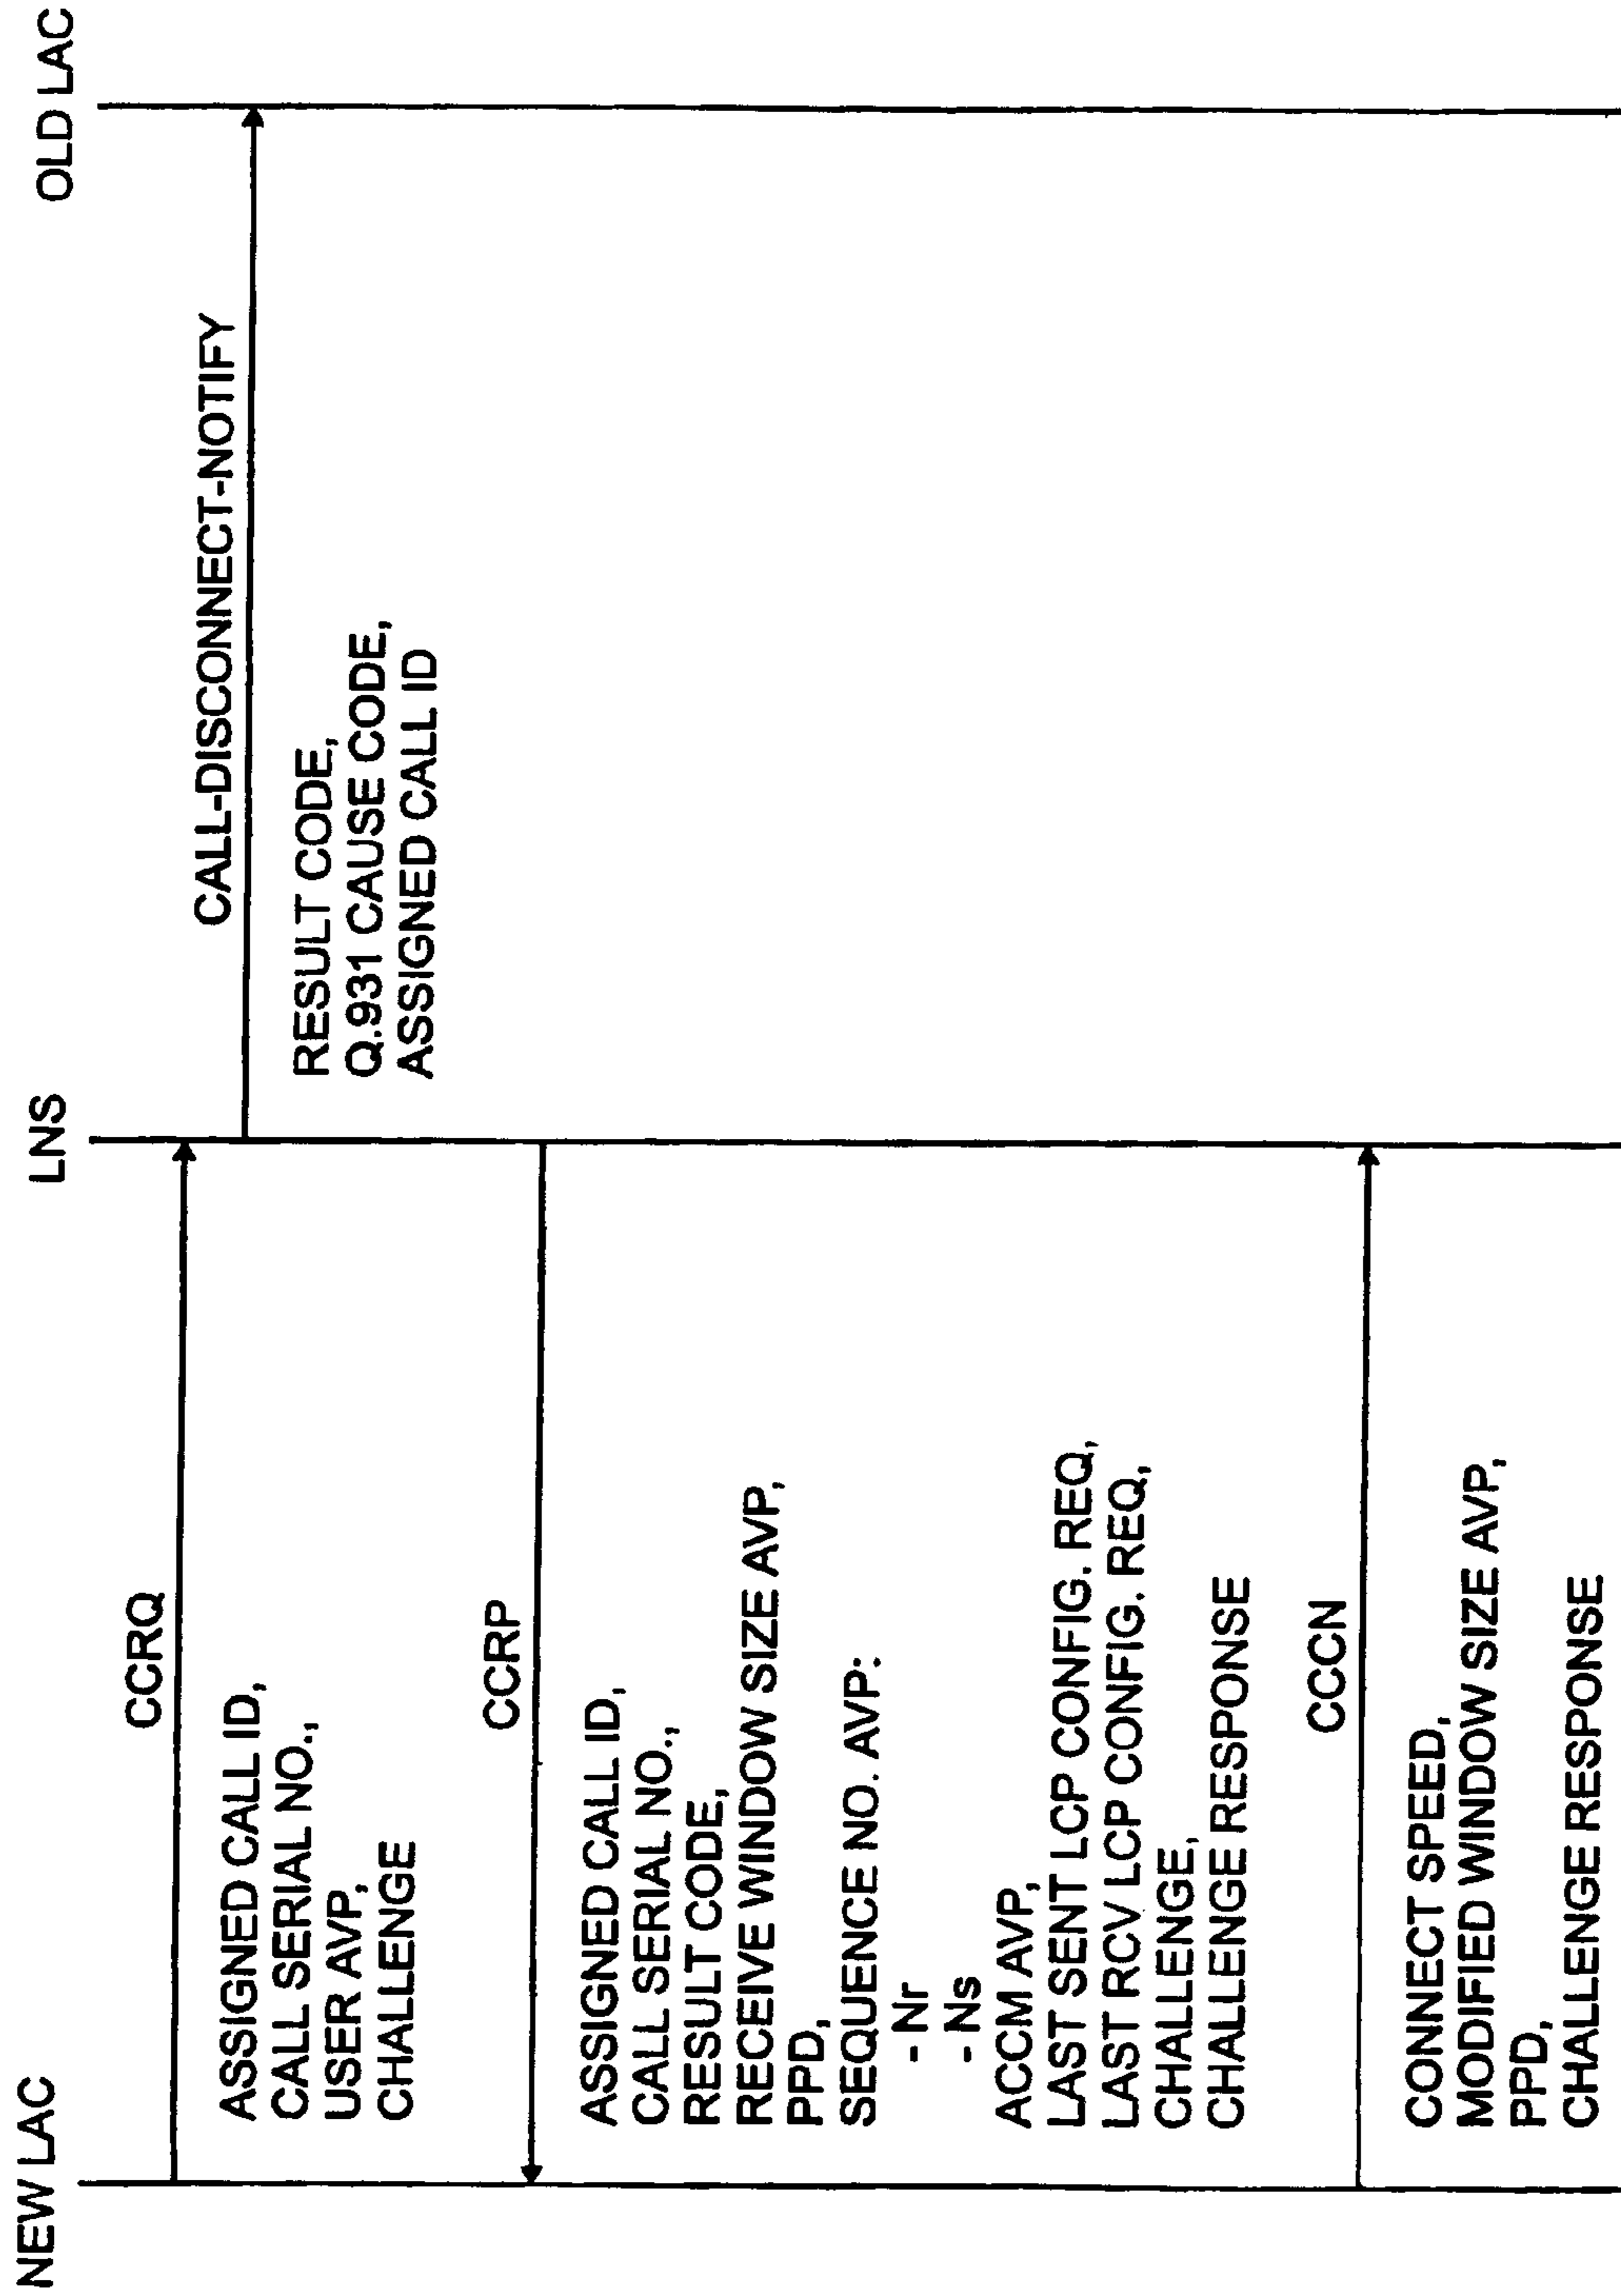 NEW LAC
LNS
OLD LAC
CCRQ
ASSIGNED CALL ID,
CALL SERIAL NO.,
USER AVP,
CHALLENGE
CALL-DISCONNECT-NOTIFY
RESULT CODE,
Q.931 CAUSE CODE,
ASSIGNED CALL ID
CCRP
ASSIGNED CALL ID,
CALL SERIAL NO.,
RESULT CODE,
RECEIVE WINDOW SIZE AVP,
PPD,
SEQUENCE NO. AVP:
- Nr
- Ns
ACCM AVP,
LAST SENT LCP CONFIG. REQ,
LAST RCV LCP CONFIG. REQ,
CHALLENGE,
CHALLENGE RESPONSE
CCCN
CONNECT SPEED,
MODIFIED WINDOW SIZE AVP,
PPD,
CHALLENGE RESPONSE